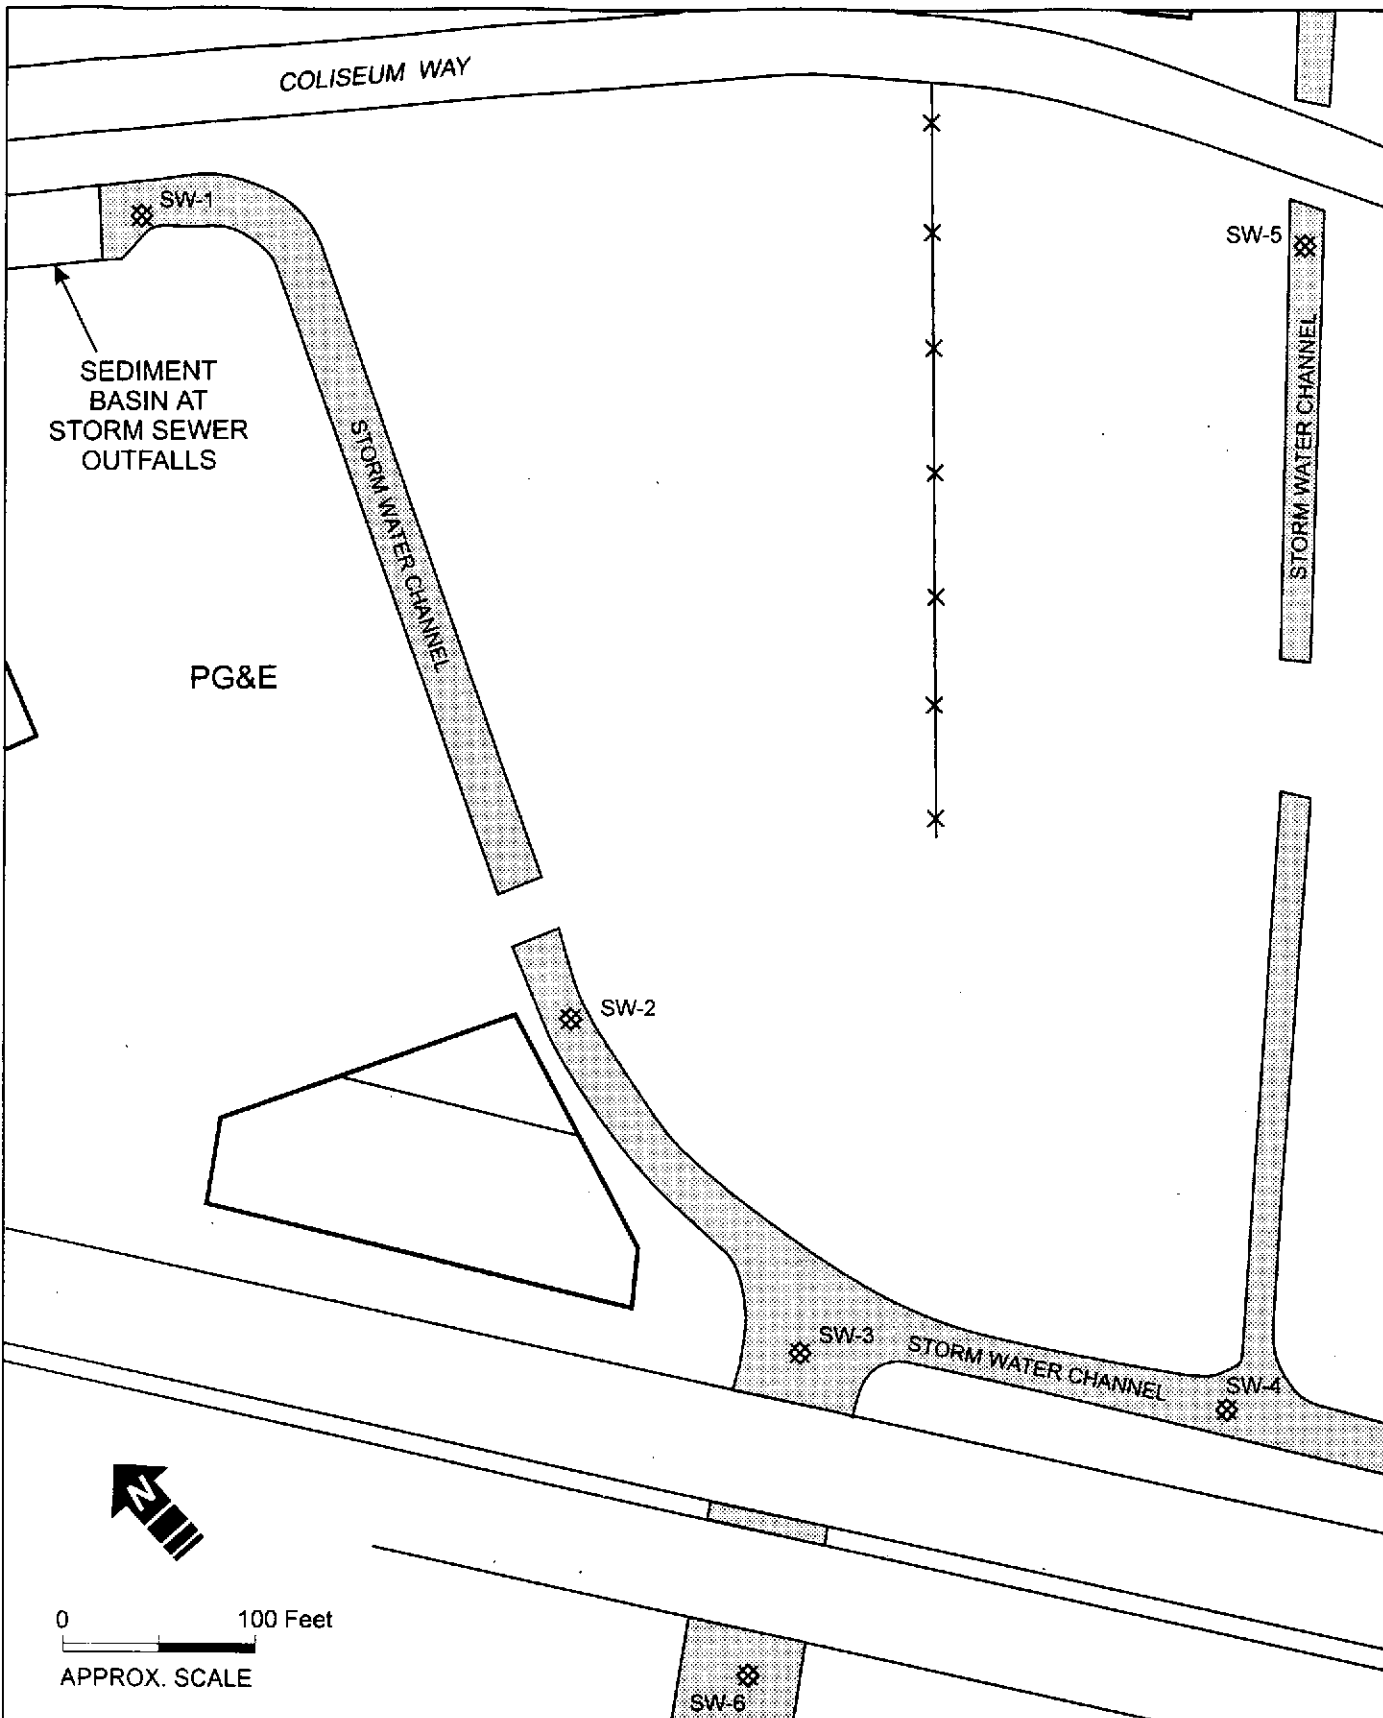 COLISEUM WAY
SW-1
SW-5
SEDIMENT
BASIN AT
STORM SEWER
OUTFALLS
STORM WATER CHANNEL
STORM WATER CHANNEL
PG&E
SW-2
SW-3
STORM WATER CHANNEL
SW-4
N
0 100 Feet
APPROX. SCALE
SW-6